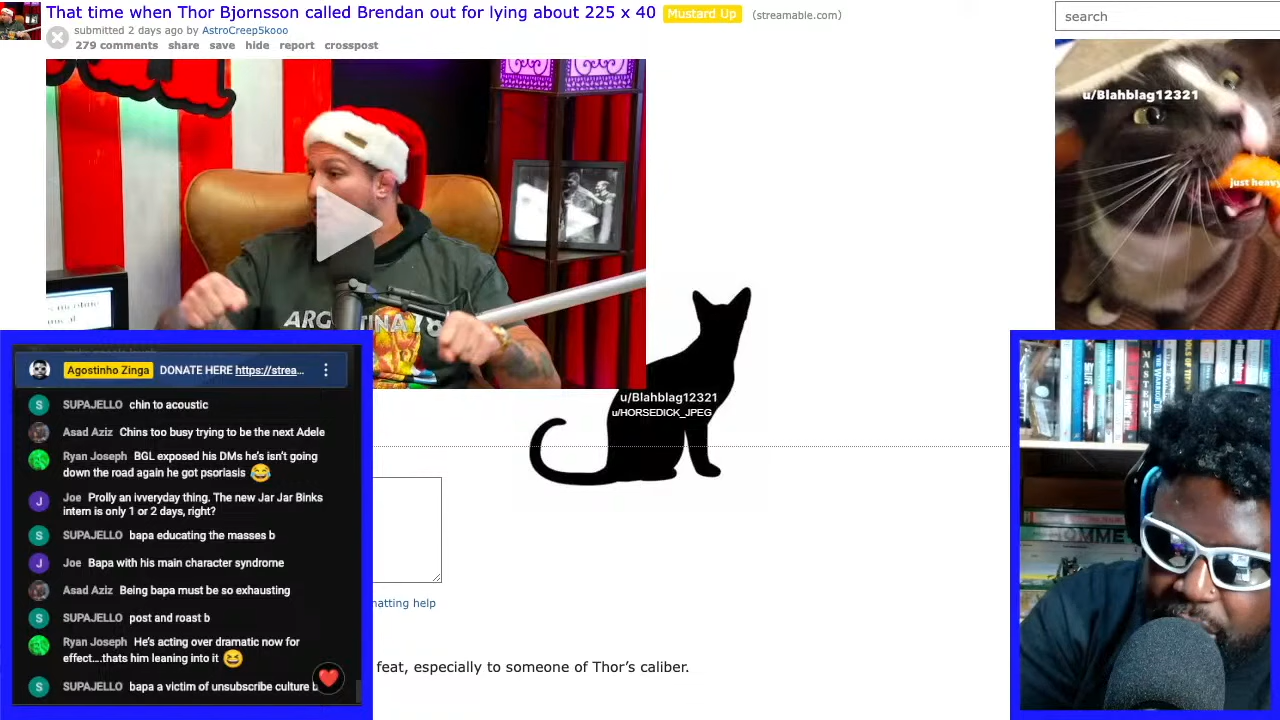 That time when Thor Bjornsson called Brendan out for lying about 225 x 40 Mustard Up (streamable.com)
submitted 2 days ago by AstroCreep5kooo
279 comments share save hide report crosspost
search
u/Blahblag12321
just heavy
ARGENTINA
u/Blahblag12321
u/HORSEDICK_JPEG
Agostinho Zinga DONATE HERE https://strea...
S SUPAJELLO chin to acoustic
Asad Aziz Chins too busy trying to be the next Adele
Ryan Joseph BGL exposed his DMs he's isn't going
down the road again he got psoriasis 😂
J Joe Prolly an ivveryday thing. The new Jar Jar Binks
intern is only 1 or 2 days, right?
S SUPAJELLO bapa educating the masses b
J Joe Bapa with his main character syndrome
Asad Aziz Being bapa must be so exhausting
S SUPAJELLO post and roast b
Ryan Joseph He's acting over dramatic now for
effect....thats him leaning into it 😆
S SUPAJELLO bapa a victim of unsubscribe culture b
matting help
feat, especially to someone of Thor's caliber.
MASTERY
HOMME